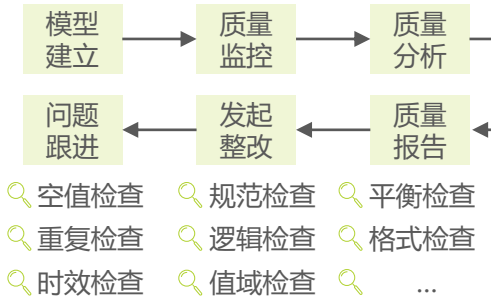 模型
建立
质量
监控
质量
分析
问题
跟进
发起
整改
质量
报告
空值检查
规范检查
平衡检查
重复检查
逻辑检查
格式检查
时效检查
值域检查
...